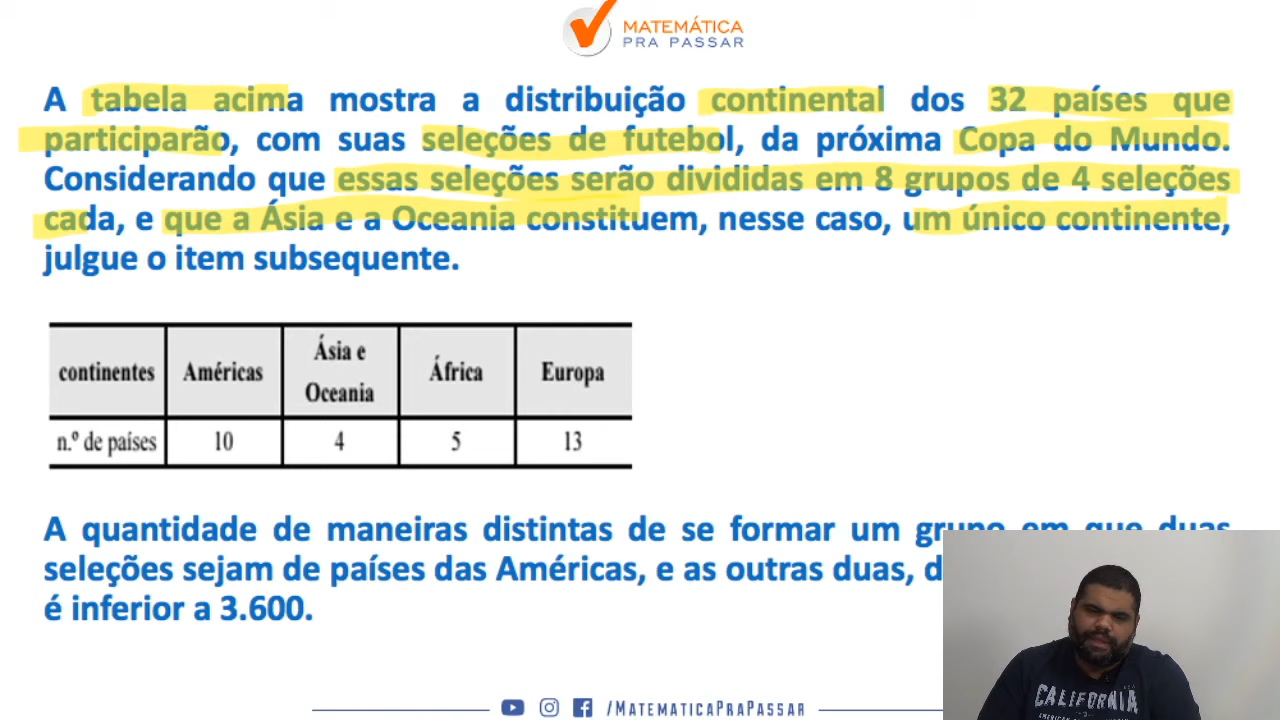 MATEMÁTICA
PRA PASSAR
A tabela acima mostra a distribuição continental dos 32 países que
participarão, com suas seleções de futebol, da próxima Copa do Mundo.
Considerando que essas seleções serão divididas em 8 grupos de 4 seleções
cada, e que a Ásia e a Oceania constituem, nesse caso, um único continente,
julgue o item subsequente.
continentes Américas Ásia e Oceania África Europa
n.º de países 10 4 5 13
A quantidade de maneiras distintas de se formar um grupo em que duas
seleções sejam de países das Américas, e as outras duas,
é inferior a 3.600.
CALIFORNIA
/MATEMATICAPRAPASSAR